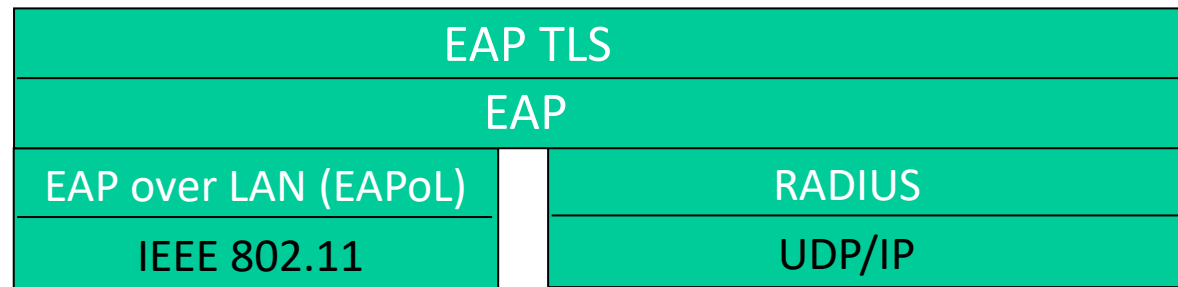 EAP TLS
EAP
EAP over LAN (EAPoL)
RADIUS
IEEE 802.11
UDP/IP